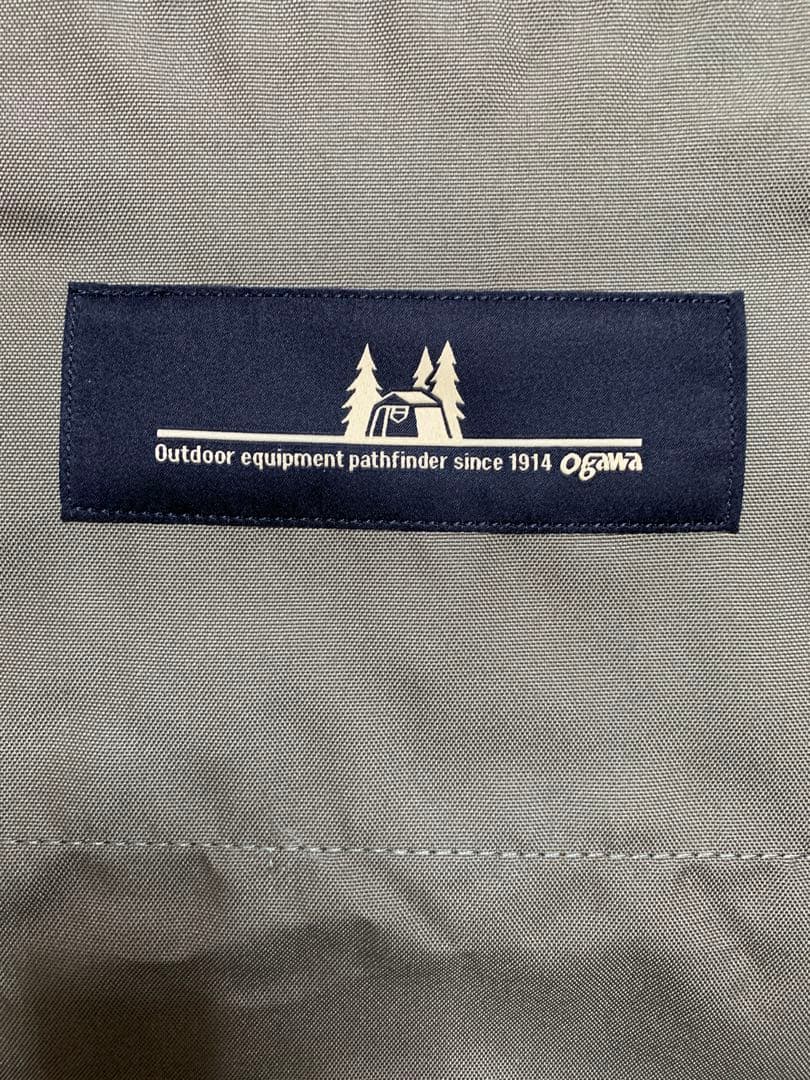 Outdoor equipment pathfinder since 1914 ogawa